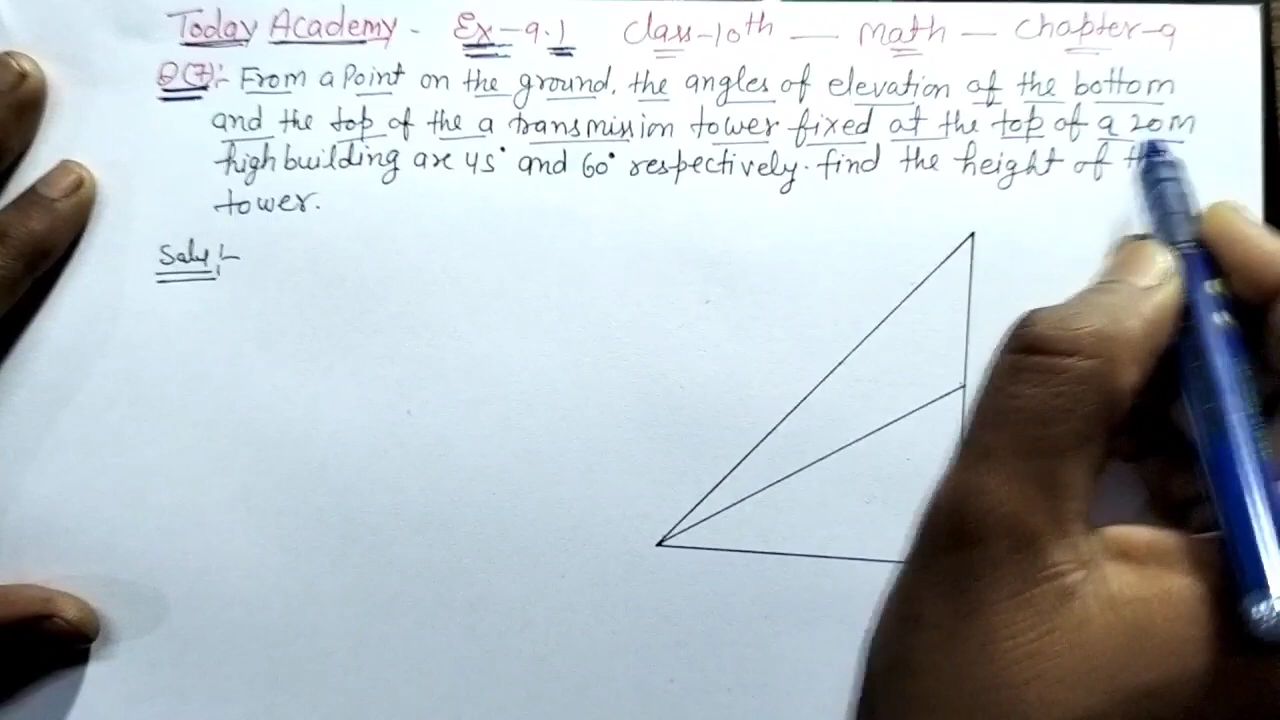 Today Academy - Ex-9.1 Class-10th — Math — Chapter-9
Q(7):- From a Point on the ground, the angles of elevation of the bottom
and the top of the a transmission tower fixed at the top of a 20m
high building are 45° and 60° respectively. find the height of
tower.